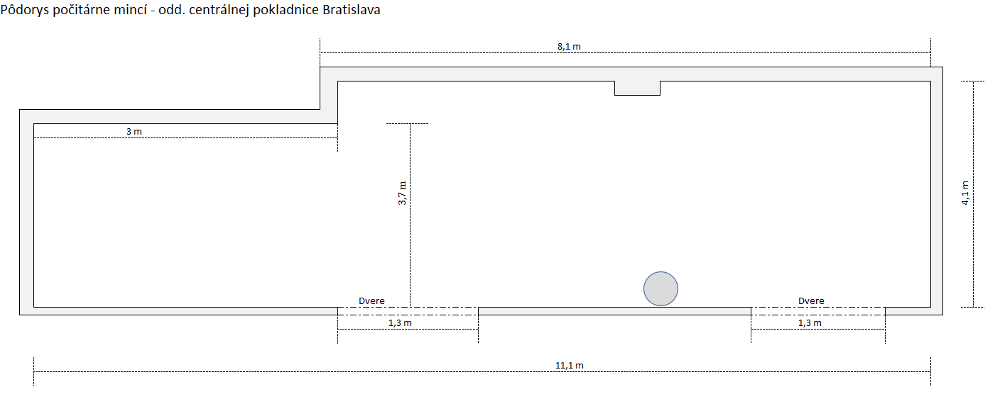 Pôdorys počitárne mincí - odd. centrálnej pokladnice Bratislava
8,1 m
3 m
3,7 m
4,1 m
Dvere
Dvere
1,3 m
1,3 m
11,1 m